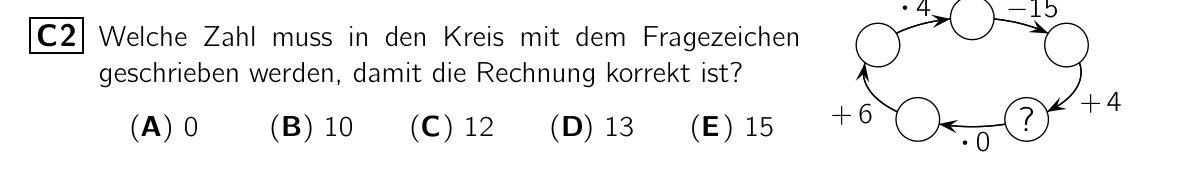 C2 Welche Zahl muss in den Kreis mit dem Fragezeichen
geschrieben werden, damit die Rechnung korrekt ist?
(A) 0 (B) 10 (C) 12 (D) 13 (E) 15
· 4
−15
+ 4
+ 6
?
· 0